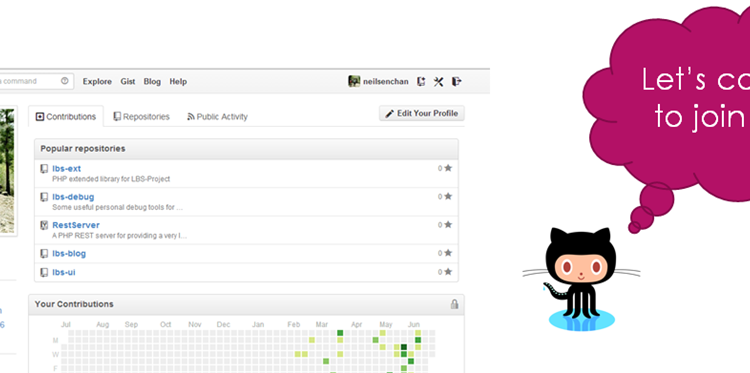 command
Explore Gist Blog Help
neilsenchan
Contributions Repositories Public Activity
Edit Your Profile
Popular repositories
lbs-ext
0
PHP extended library for LBS-Project
lbs-debug
0
Some useful personal debug tools for ...
RestServer
0
A PHP REST server for providing a very l...
lbs-blog
0
lbs-ui
0
Your Contributions
Jul Aug Sep Oct Nov Dec Jan Feb Mar Apr May Jun
M
W
F
6
Let's co
to join